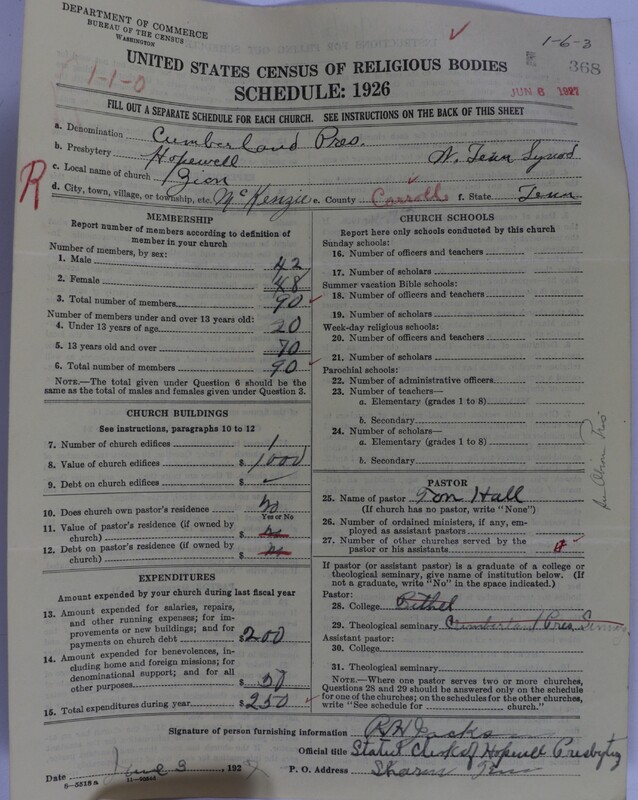 DEPARTMENT OF COMMERCE
BUREAU OF THE CENSUS
WASHINGTON
1-6-3
368
1-1-0
UNITED STATES CENSUS OF RELIGIOUS BODIES
SCHEDULE: 1926
JUN 6 1927
FILL OUT A SEPARATE SCHEDULE FOR EACH CHURCH. SEE INSTRUCTIONS ON THE BACK OF THIS SHEET
a. Denomination Cumberland Pres.
b. Presbytery Hopewell W. Tenn Synod
R
c. Local name of church Zion
d. City, town, village, or township, etc. McKenzie e. County Carroll f. State Tenn
MEMBERSHIP
Report number of members according to definition of
member in your church
Number of members, by sex:
1. Male 42
2. Female 48
3. Total number of members 90
Number of members under and over 13 years old:
4. Under 13 years of age 20
5. 13 years old and over 70
6. Total number of members 90
NOTE.—The total given under Question 6 should be the
same as the total of males and females given under Question 3.
CHURCH BUILDINGS
See instructions, paragraphs 10 to 12
7. Number of church edifices 1
8. Value of church edifices $ 1000
9. Debt on church edifices $
10. Does church own pastor's residence No
Yes or No
11. Value of pastor's residence (if owned by
church) $ no
12. Debt on pastor's residence (if owned by
church) $ no
EXPENDITURES
Amount expended by your church during last fiscal year
13. Amount expended for salaries, repairs,
and other running expenses; for im-
provements or new buildings; and for
payments on church debt $ 200
14. Amount expended for benevolences, in-
cluding home and foreign missions; for
denominational support; and for all
other purposes $ 50
15. Total expenditures during year $ 250
CHURCH SCHOOLS
Report here only schools conducted by this church
Sunday schools:
16. Number of officers and teachers
17. Number of scholars
Summer vacation Bible schools:
18. Number of officers and teachers
19. Number of scholars
Week-day religious schools:
20. Number of officers and teachers
21. Number of scholars
Parochial schools:
22. Number of administrative officers
23. Number of teachers—
a. Elementary (grades 1 to 8)
b. Secondary
24. Number of scholars—
a. Elementary (grades 1 to 8)
b. Secondary
PASTOR
25. Name of pastor Tom Hall
(If church has no pastor, write "None")
26. Number of ordained ministers, if any, em-
ployed as assistant pastors
27. Number of other churches served by the
pastor or his assistants
If pastor (or assistant pastor) is a graduate of a college or
theological seminary, give name of institution below. (If
not a graduate, write "No" in the space indicated.)
Pastor:
28. College Bethel
29. Theological seminary Cumberland Pres.
Assistant pastor:
30. College
31. Theological seminary
NOTE.—Where one pastor serves two or more churches,
Questions 28 and 29 should be answered only on the schedule
for one of the churches; on the schedules for the other churches,
write "See schedule for church."
Signature of person furnishing information
Official title Stated Clerk of Hopewell Presbytery
Date June 3, 1927 P. O. Address Sharon Tenn
8-5518a